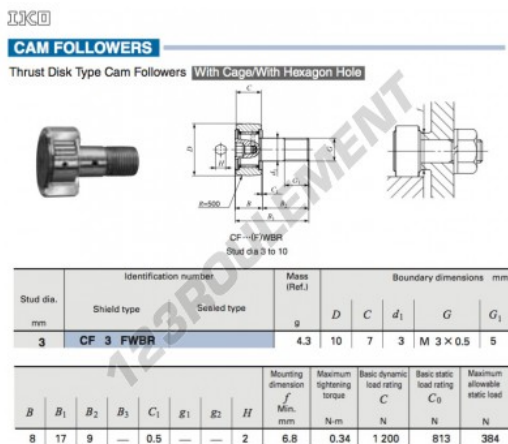 IKO
CAM FOLLOWERS
Thrust Disk Type Cam Followers With Cage/With Hexagon Hole
C
D
H
d1
G
G1
C1
R=500
B
B2
B1
CF…(F)WBR
Stud dia 3 to 10
123ROULEMENT
Stud dia.
mm
Identification number
Shield type
Sealed type
Mass
(Ref.)
g
Boundary dimensions mm
D C d1 G G1
3 CF 3 FWBR 4.3 10 7 3 M 3×0.5 5
B B1 B2 B3 C1 g1 g2 H
Mounting dimension f Min. mm
Maximum tightening torque N-m
Basic dynamic load rating C N
Basic static load rating C0 N
Maximum allowable static load N
8 17 9 — 0.5 — — 2 6.8 0.34 1 200 813 384